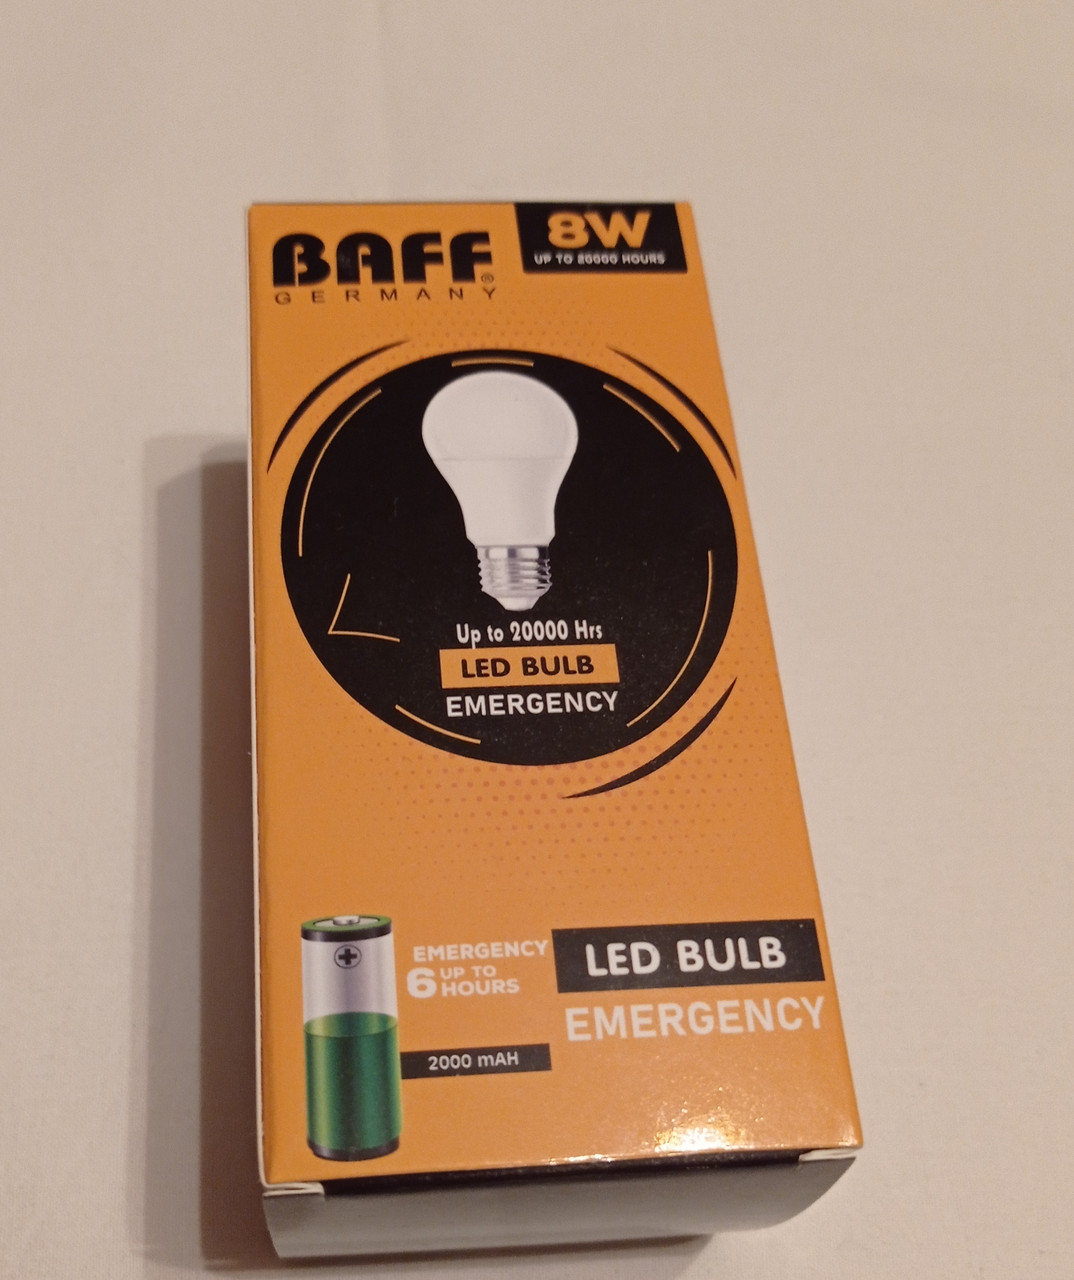 BAFF®
GERMANY
8W
UP TO 20000 HOURS
Up to 20000 Hrs
LED BULB
EMERGENCY
EMERGENCY
6 UP TO
HOURS
2000 mAH
LED BULB
EMERGENCY